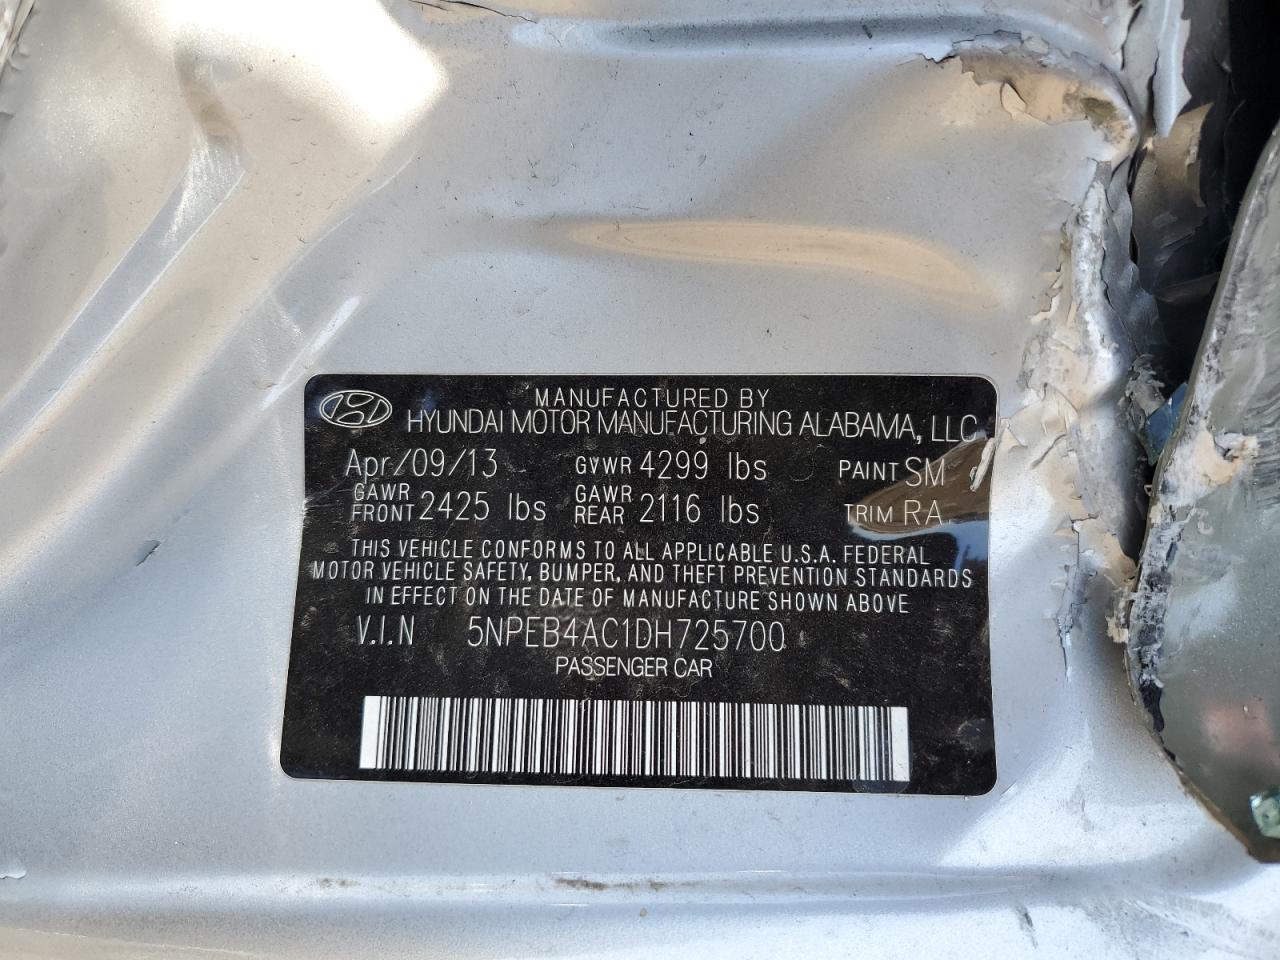 MANUFACTURED BY
HYUNDAI MOTOR MANUFACTURING ALABAMA, LLC
Apr/09/13 GVWR 4299 lbs PAINT SM
GAWR FRONT 2425 lbs GAWR REAR 2116 lbs TRIM RA
THIS VEHICLE CONFORMS TO ALL APPLICABLE U.S.A. FEDERAL
MOTOR VEHICLE SAFETY, BUMPER, AND THEFT PREVENTION STANDARDS
IN EFFECT ON THE DATE OF MANUFACTURE SHOWN ABOVE
V.I.N 5NPEB4AC1DH725700
PASSENGER CAR